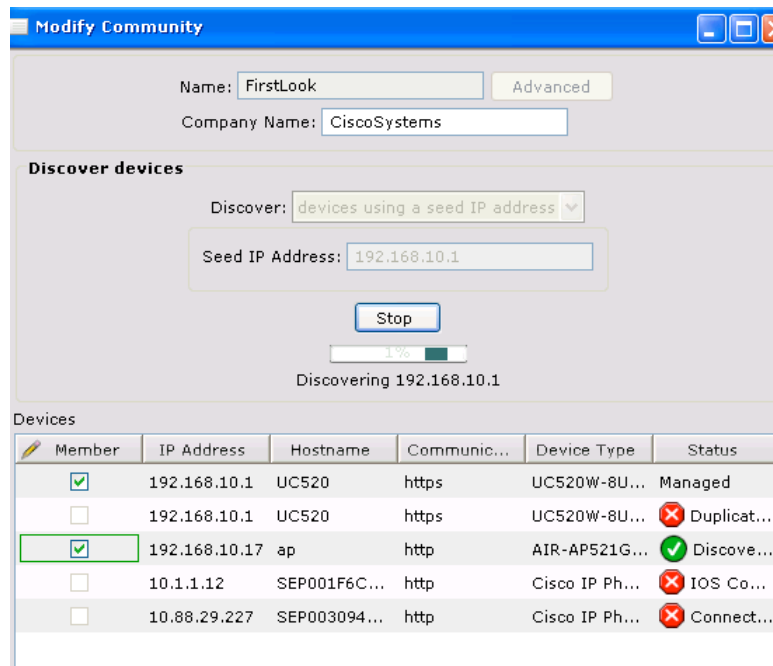 Modify Community
Name: FirstLook Advanced
Company Name: CiscoSystems
Discover devices
Discover: devices using a seed IP address
Seed IP Address: 192.168.10.1
Stop
1%
Discovering 192.168.10.1
Devices
Member IP Address Hostname Communic... Device Type Status
192.168.10.1 UC520 https UC520W-8U... Managed
192.168.10.1 UC520 https UC520W-8U... Duplicat...
192.168.10.17 ap http AIR-AP521G... Discove...
10.1.1.12 SEP001F6C... http Cisco IP Ph... IOS Co...
10.88.29.227 SEP003094... http Cisco IP Ph... Connect...